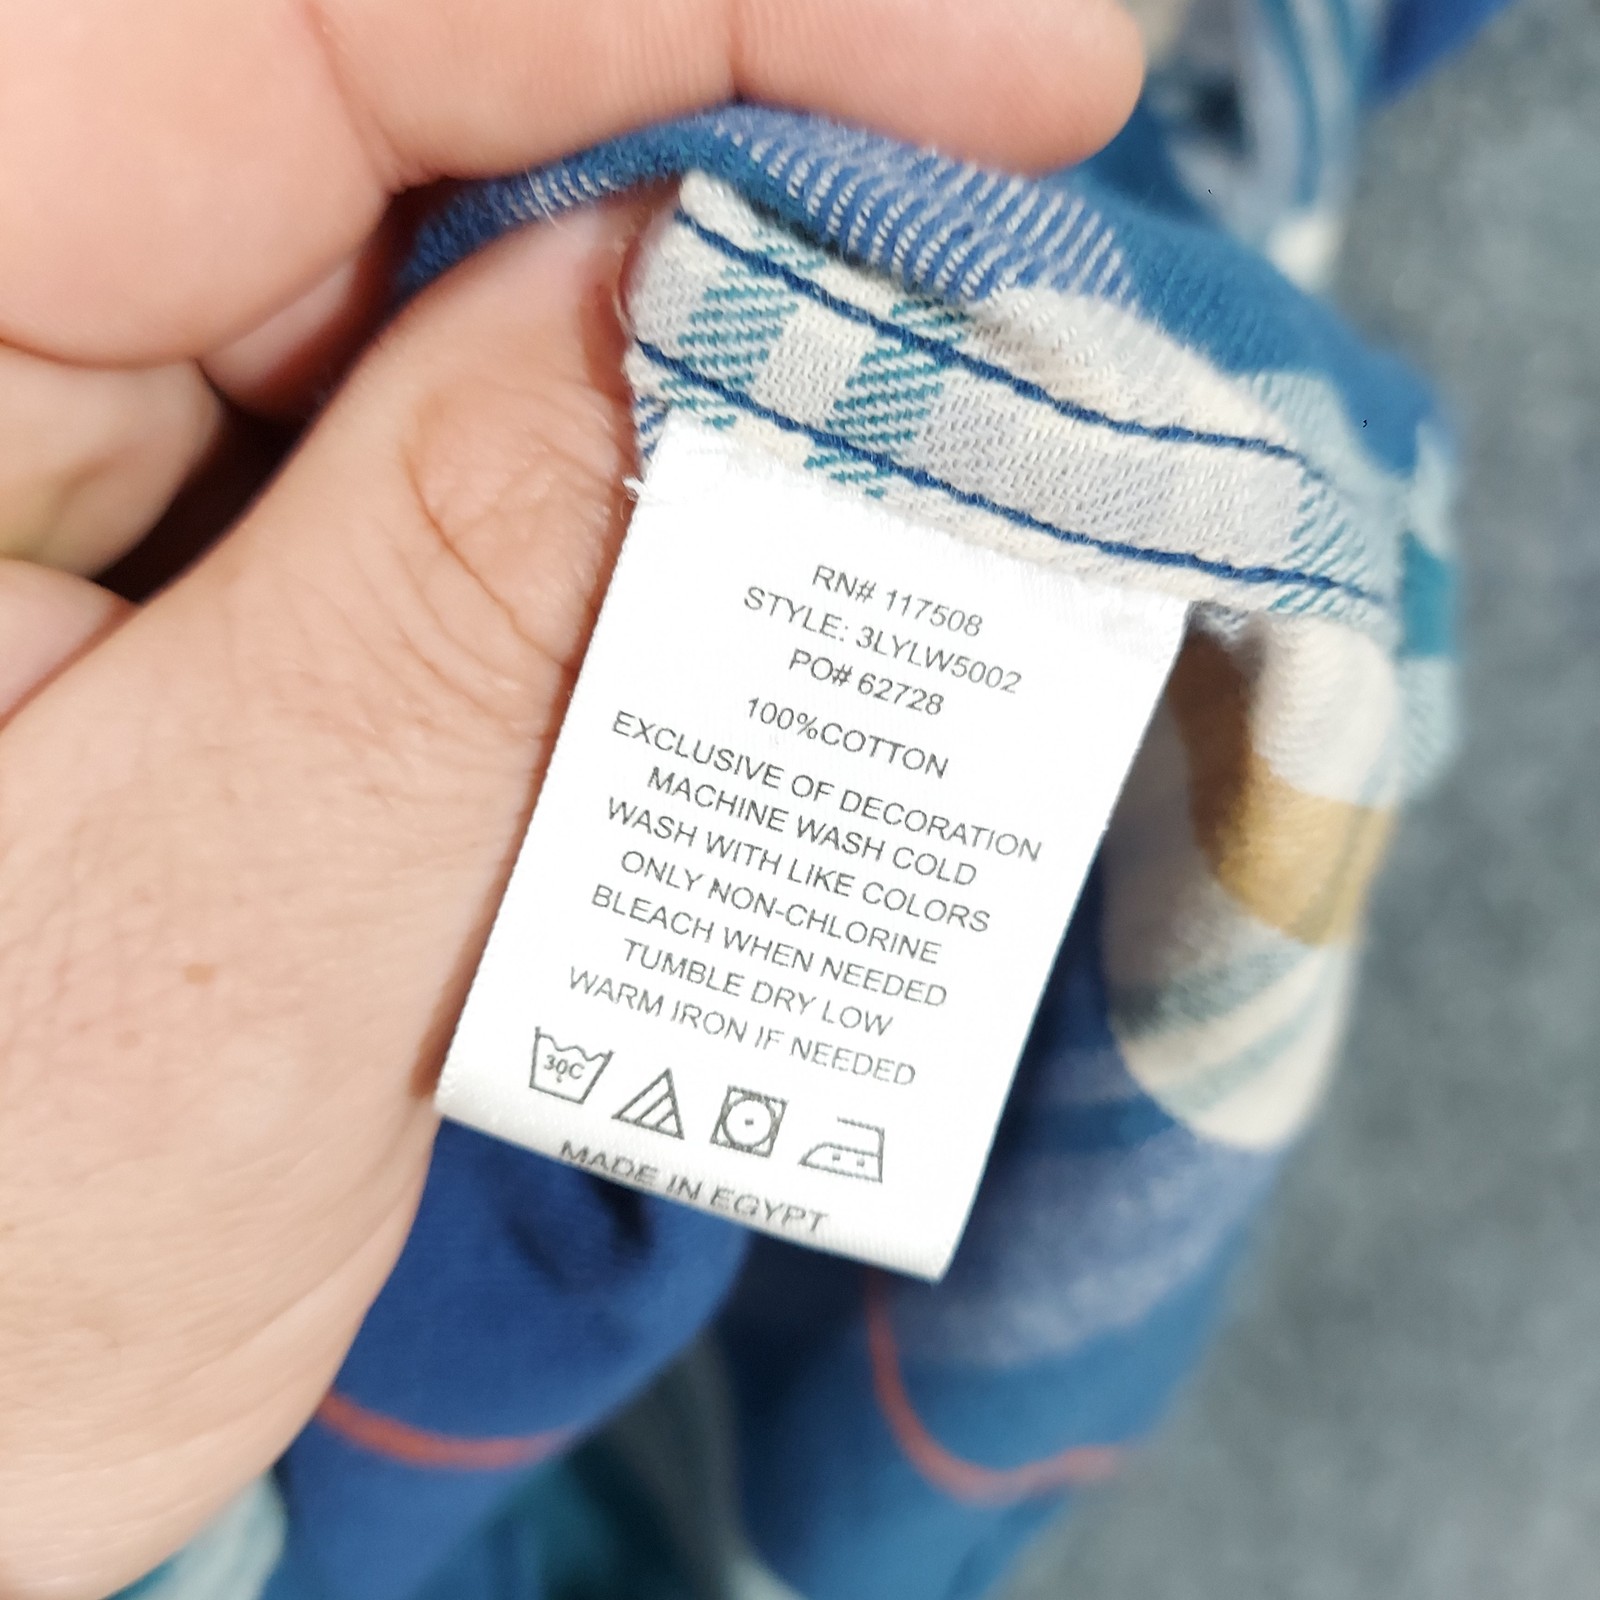 RN# 117508
STYLE: 3LYLW5002
PO# 62728
100%COTTON
EXCLUSIVE OF DECORATION
MACHINE WASH COLD
WASH WITH LIKE COLORS
ONLY NON-CHLORINE
BLEACH WHEN NEEDED
TUMBLE DRY LOW
WARM IRON IF NEEDED
30C
MADE IN EGYPT